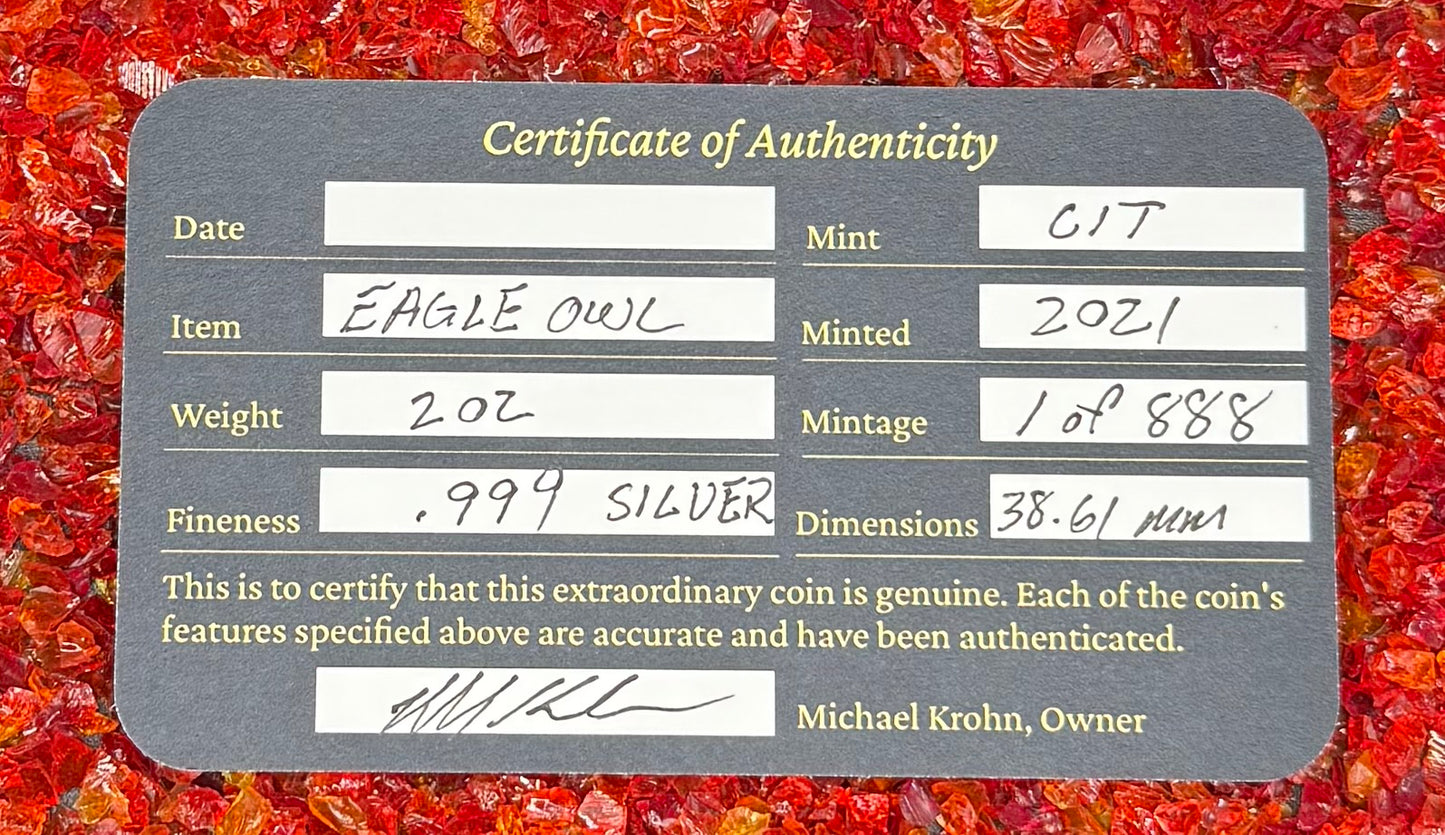 Certificate of Authenticity
Date
Mint CIT
Item EAGLE OWL
Minted 2021
Weight 2 OZ
Mintage 1 of 888
Fineness .999 SILVER
Dimensions 38.61 mm
This is to certify that this extraordinary coin is genuine. Each of the coin's
features specified above are accurate and have been authenticated.
Michael Krohn, Owner